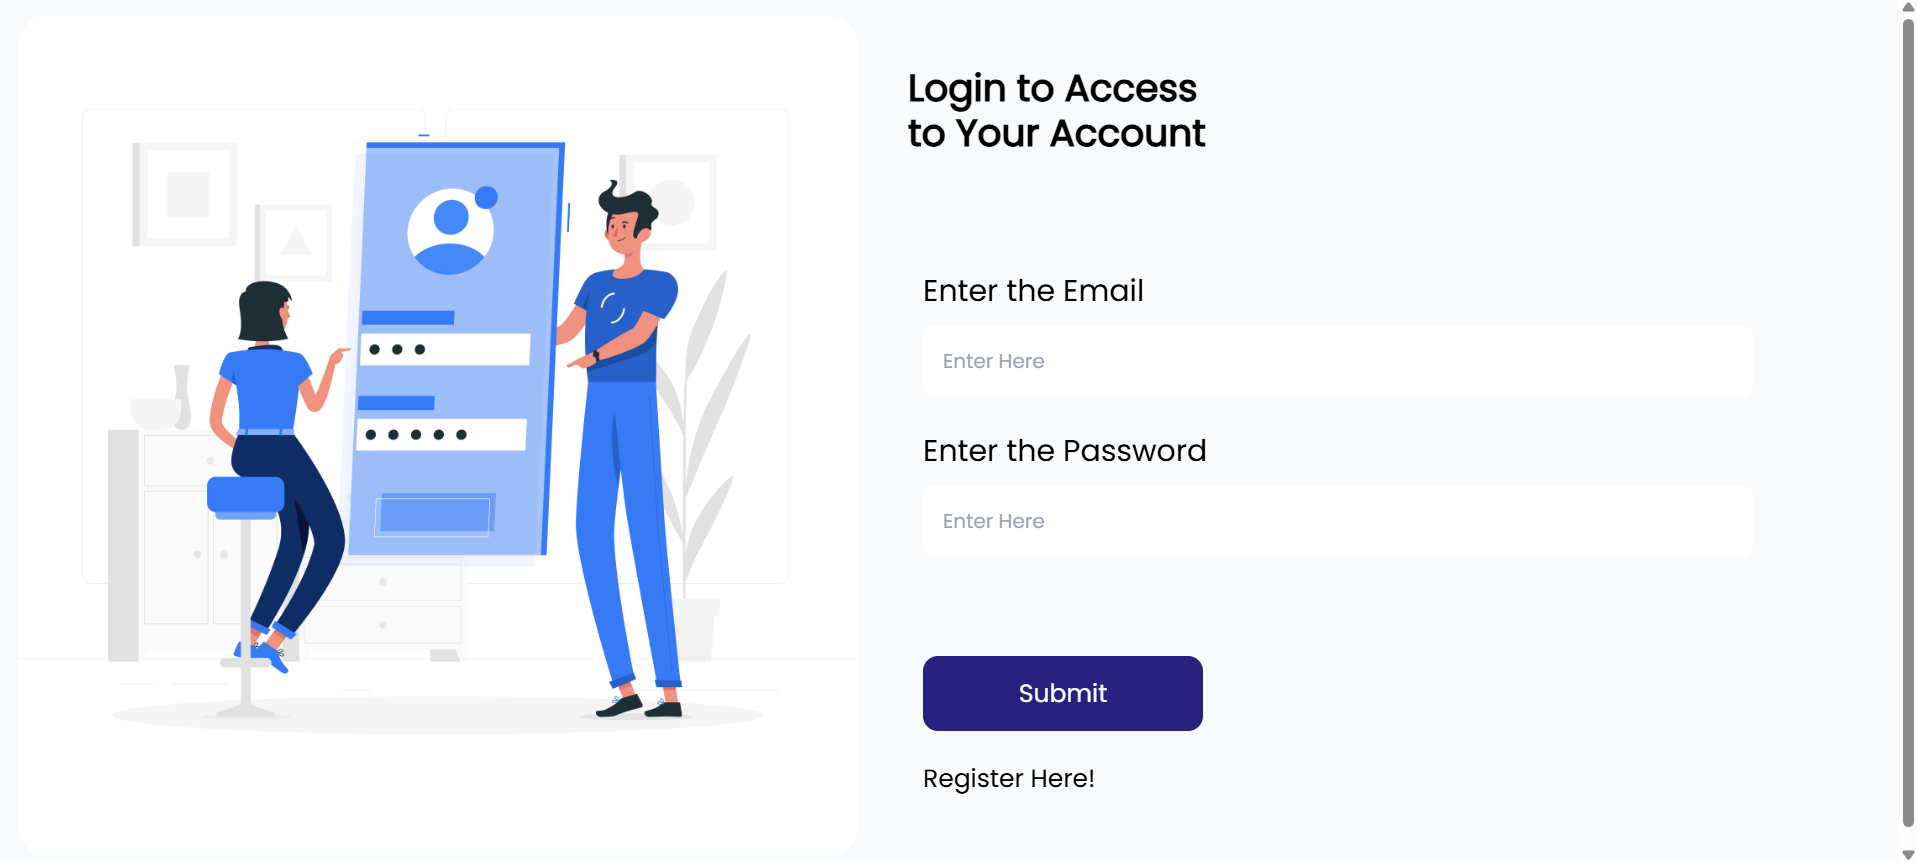 Login to Access
to Your Account
Enter the Email
Enter Here
Enter the Password
Enter Here
Submit
Register Here!